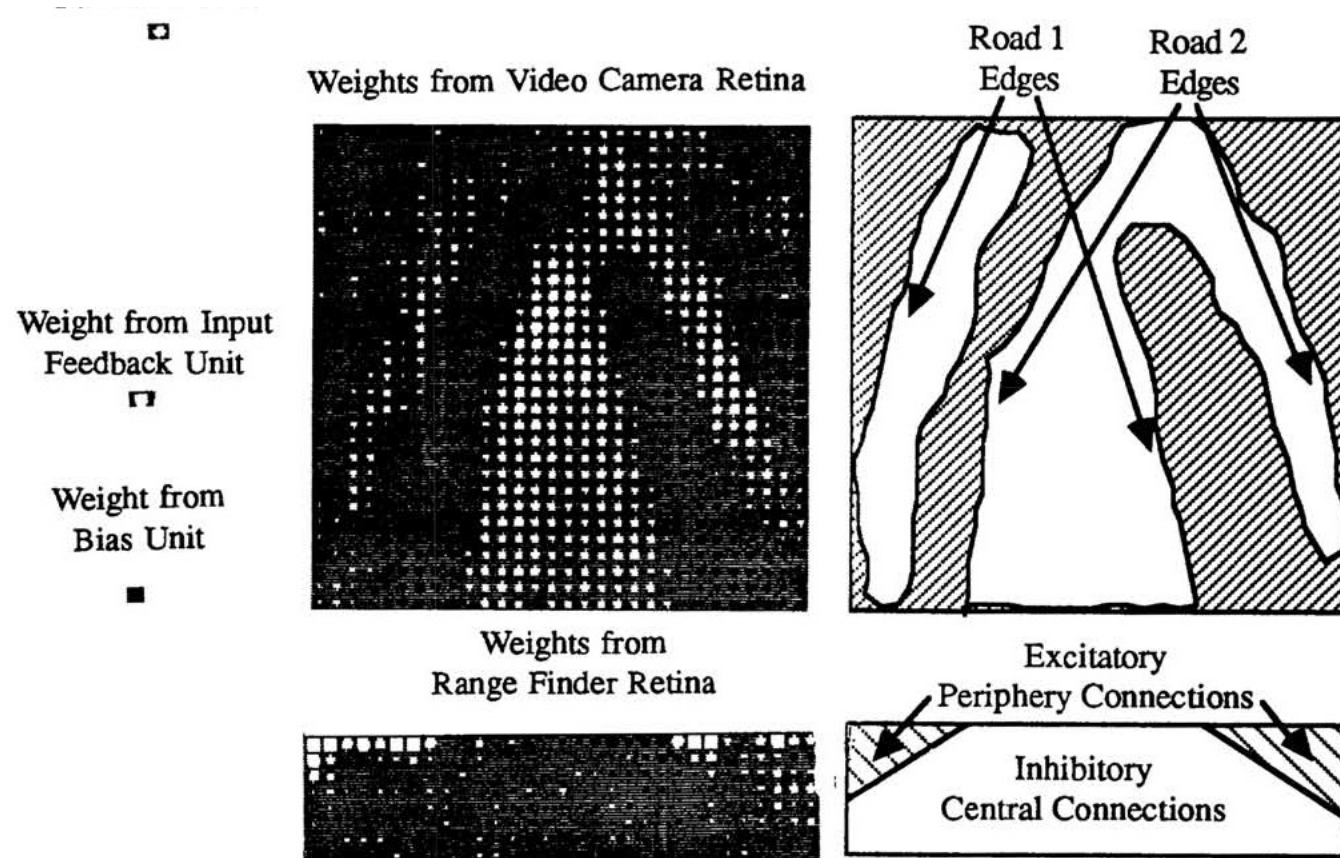 Weights from Video Camera Retina
Road 1
Edges
Road 2
Edges
Weight from Input
Feedback Unit
Weight from
Bias Unit
Weights from
Range Finder Retina
Excitatory
Periphery Connections
Inhibitory
Central Connections